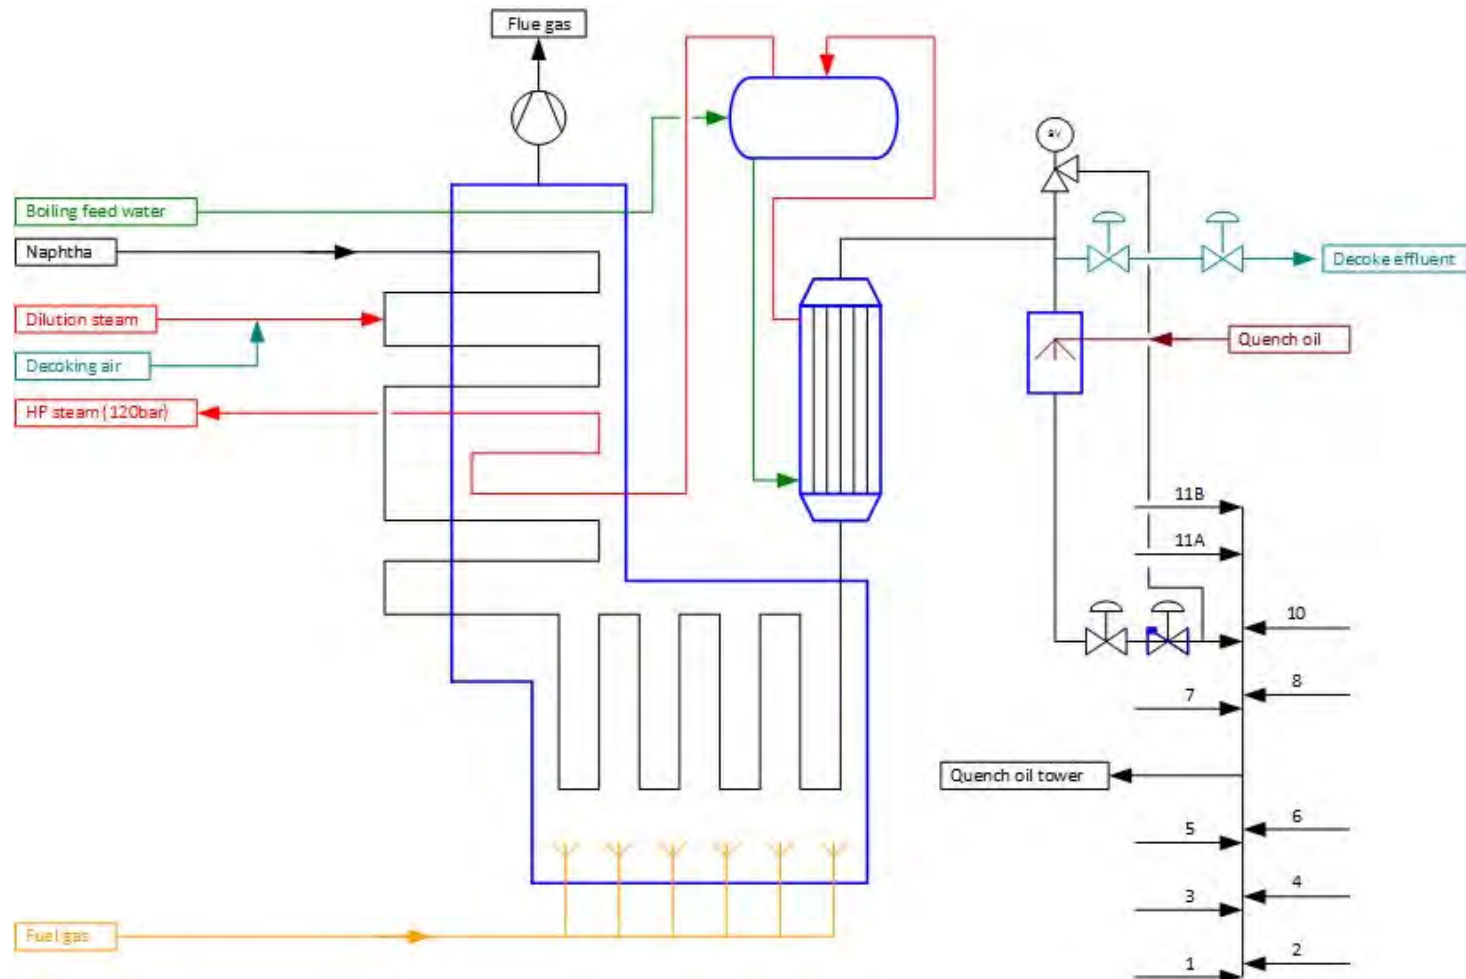 Flue gas
sv
Boiling feed water
Naphtha
Decoke effluent
Dilution steam
Quench oil
Decoking air
HP steam (120bar)
11B
11A
10
8
7
Quench oil tower
6
5
4
3
Fuel gas
2
1